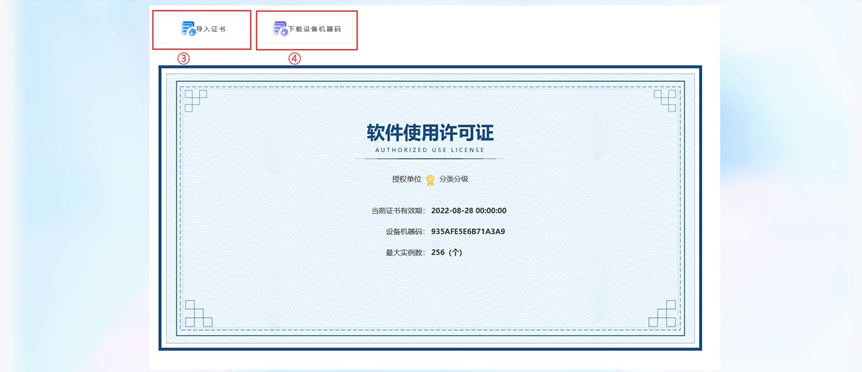 导入证书
下载设备机器码
③
④
软件使用许可证
AUTHORIZED USE LICENSE
授权单位 分类分级
当前证书有效期： 2022-08-28 00:00:00
设备机器码： 935AFE5E6B71A3A9
最大实例数： 256（个）